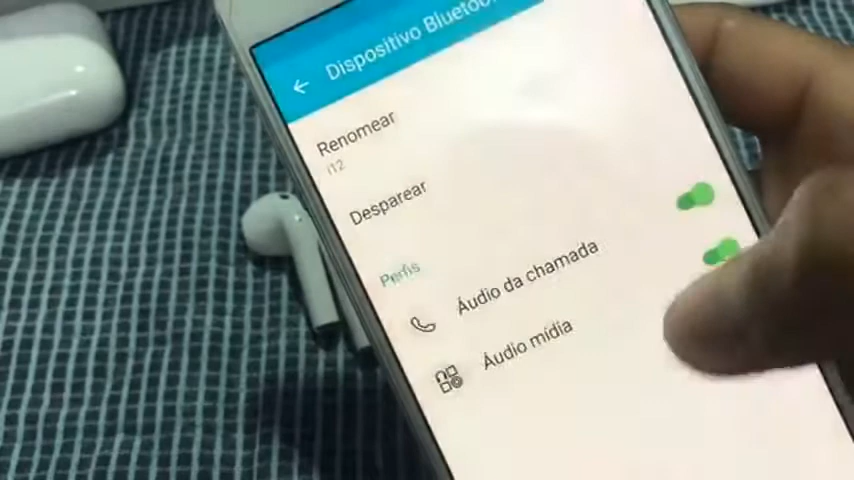 Dispositivo Bluetoo
Renomear
i12
Desparear
Perfis
Áudio da chamada
Áudio mídia